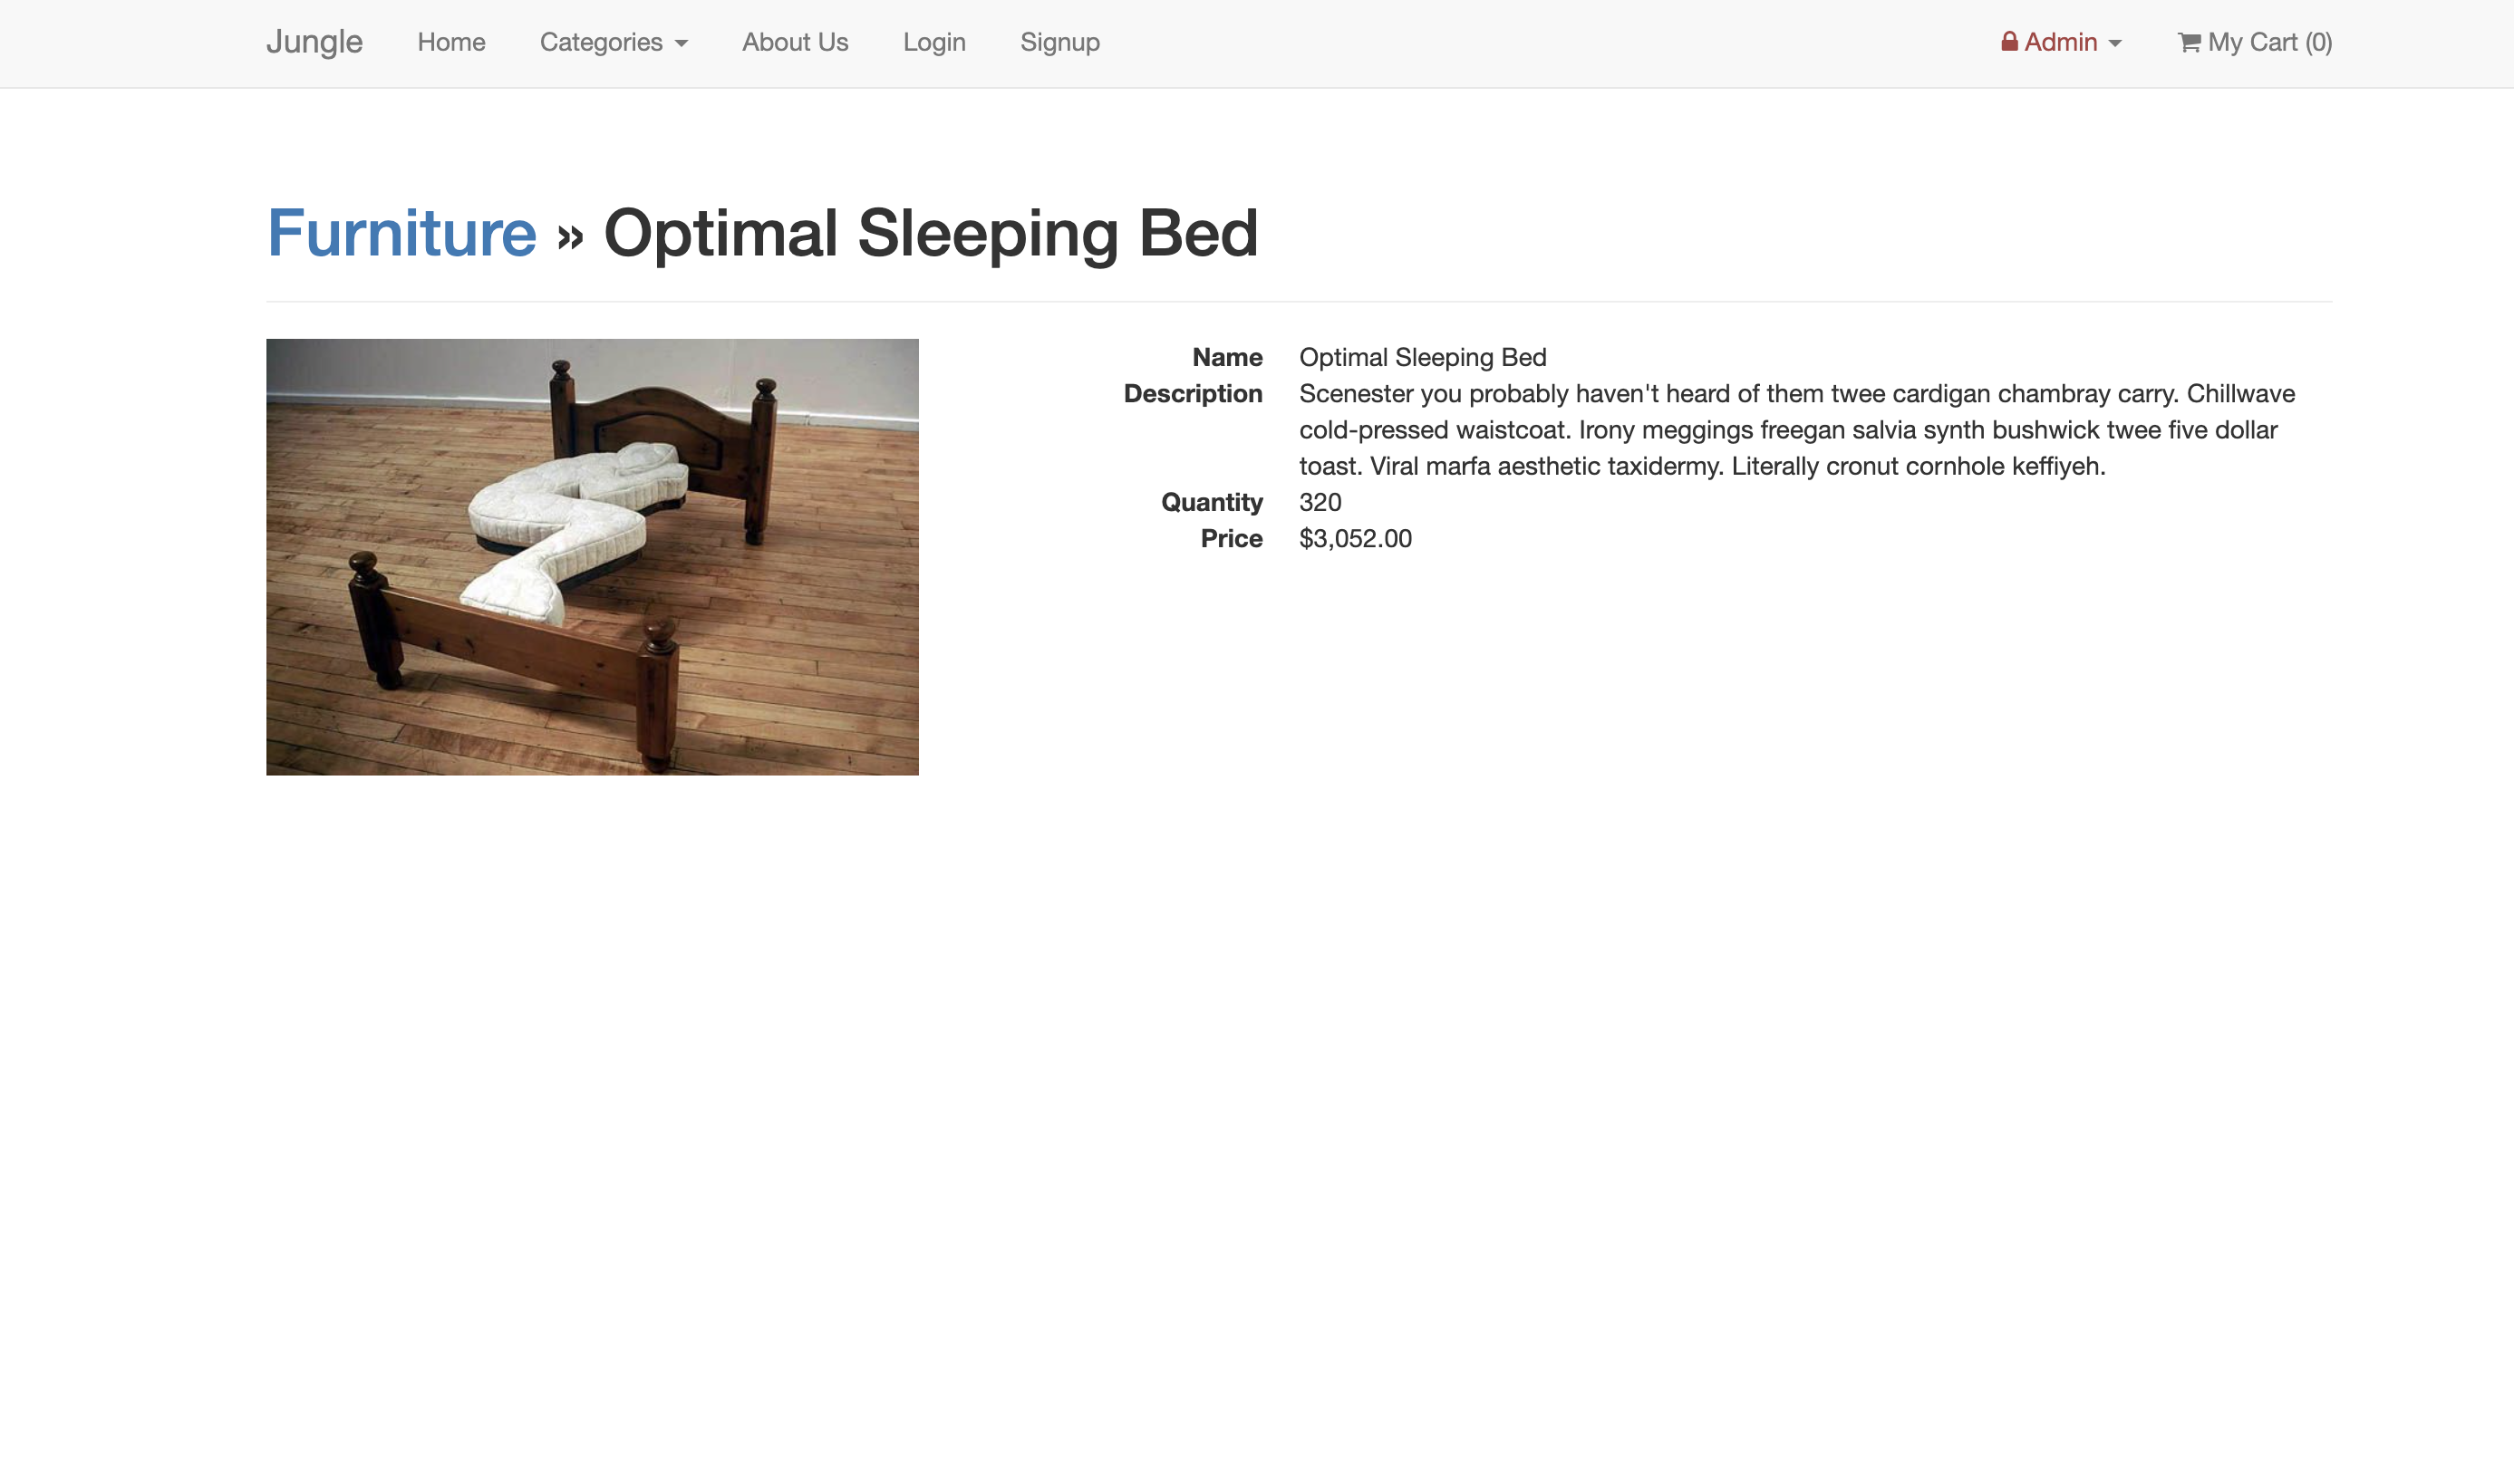 Jungle Home Categories About Us Login Signup Admin My Cart (0)
Furniture » Optimal Sleeping Bed
Name Optimal Sleeping Bed
Description Scenester you probably haven't heard of them twee cardigan chambray carry. Chillwave
cold-pressed waistcoat. Irony meggings freegan salvia synth bushwick twee five dollar
toast. Viral marfa aesthetic taxidermy. Literally cronut cornhole keffiyeh.
Quantity 320
Price $3,052.00